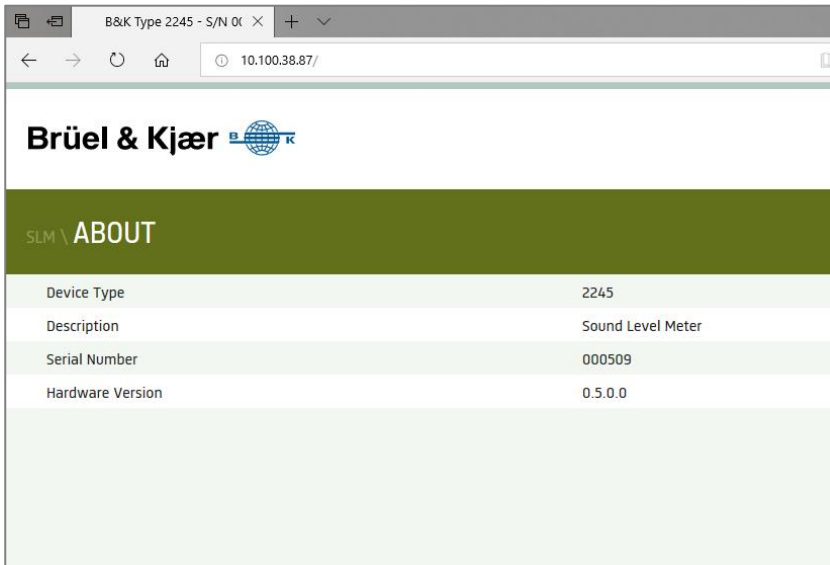 B&K Type 2245 - S/N 0(
10.100.38.87/
Brüel & Kjær B K
SLM \ ABOUT
Device Type 2245
Description Sound Level Meter
Serial Number 000509
Hardware Version 0.5.0.0